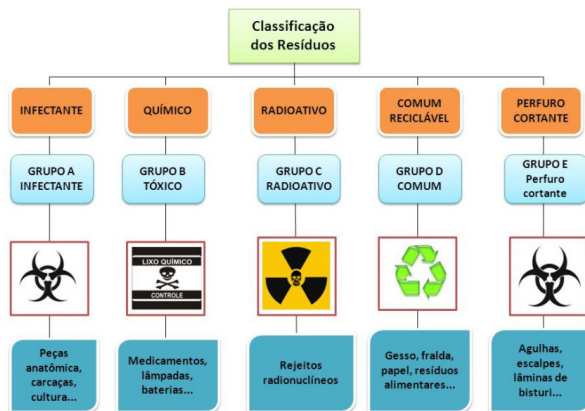 Classificação
dos Resíduos
INFECTANTE
QUÍMICO
RADIOATIVO
COMUM
RECICLÁVEL
PERFURO
CORTANTE
GRUPO A
INFECTANTE
GRUPO B
TÓXICO
GRUPO C
RADIOATIVO
GRUPO D
COMUM
GRUPO E
Perfuro
cortante
LIXO QUÍMICO
CONTROLE
Peças
anatômica,
carcaças,
cultura...
Medicamentos,
lâmpadas,
baterias...
Rejeitos
radionuclíneos
Gesso, fralda,
papel, resíduos
alimentares...
Agulhas,
escalpes,
lâminas de
bisturi...